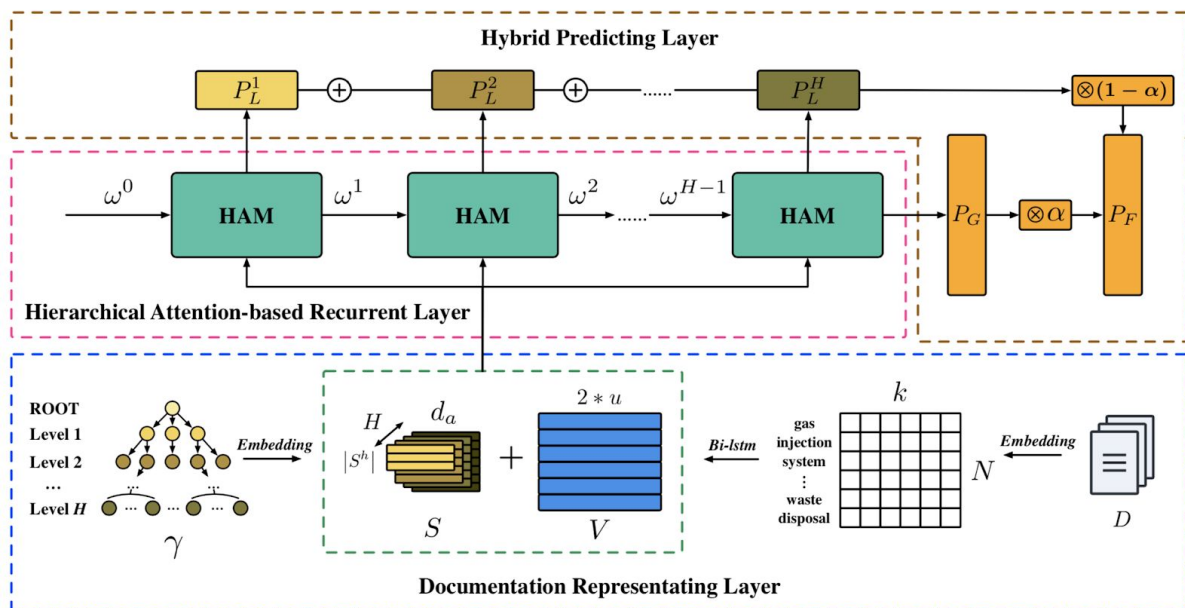 Hybrid Predicting Layer
P_L^1 ⊕ P_L^2 ⊕ ...... P_L^H ⊗(1 − α)
ω^0 HAM ω^1 HAM ω^2 ...... ω^{H−1} HAM P_G ⊗α P_F
Hierarchical Attention-based Recurrent Layer
ROOT
Level 1
Level 2
...
Level H
... ...
... ... ...
γ
Embedding
H
d_a
|S^h|
S
+
2 * u
V
Bi-lstm
k
gas
injection
system
⋮
waste
disposal
N
Embedding
D
Documentation Representating Layer